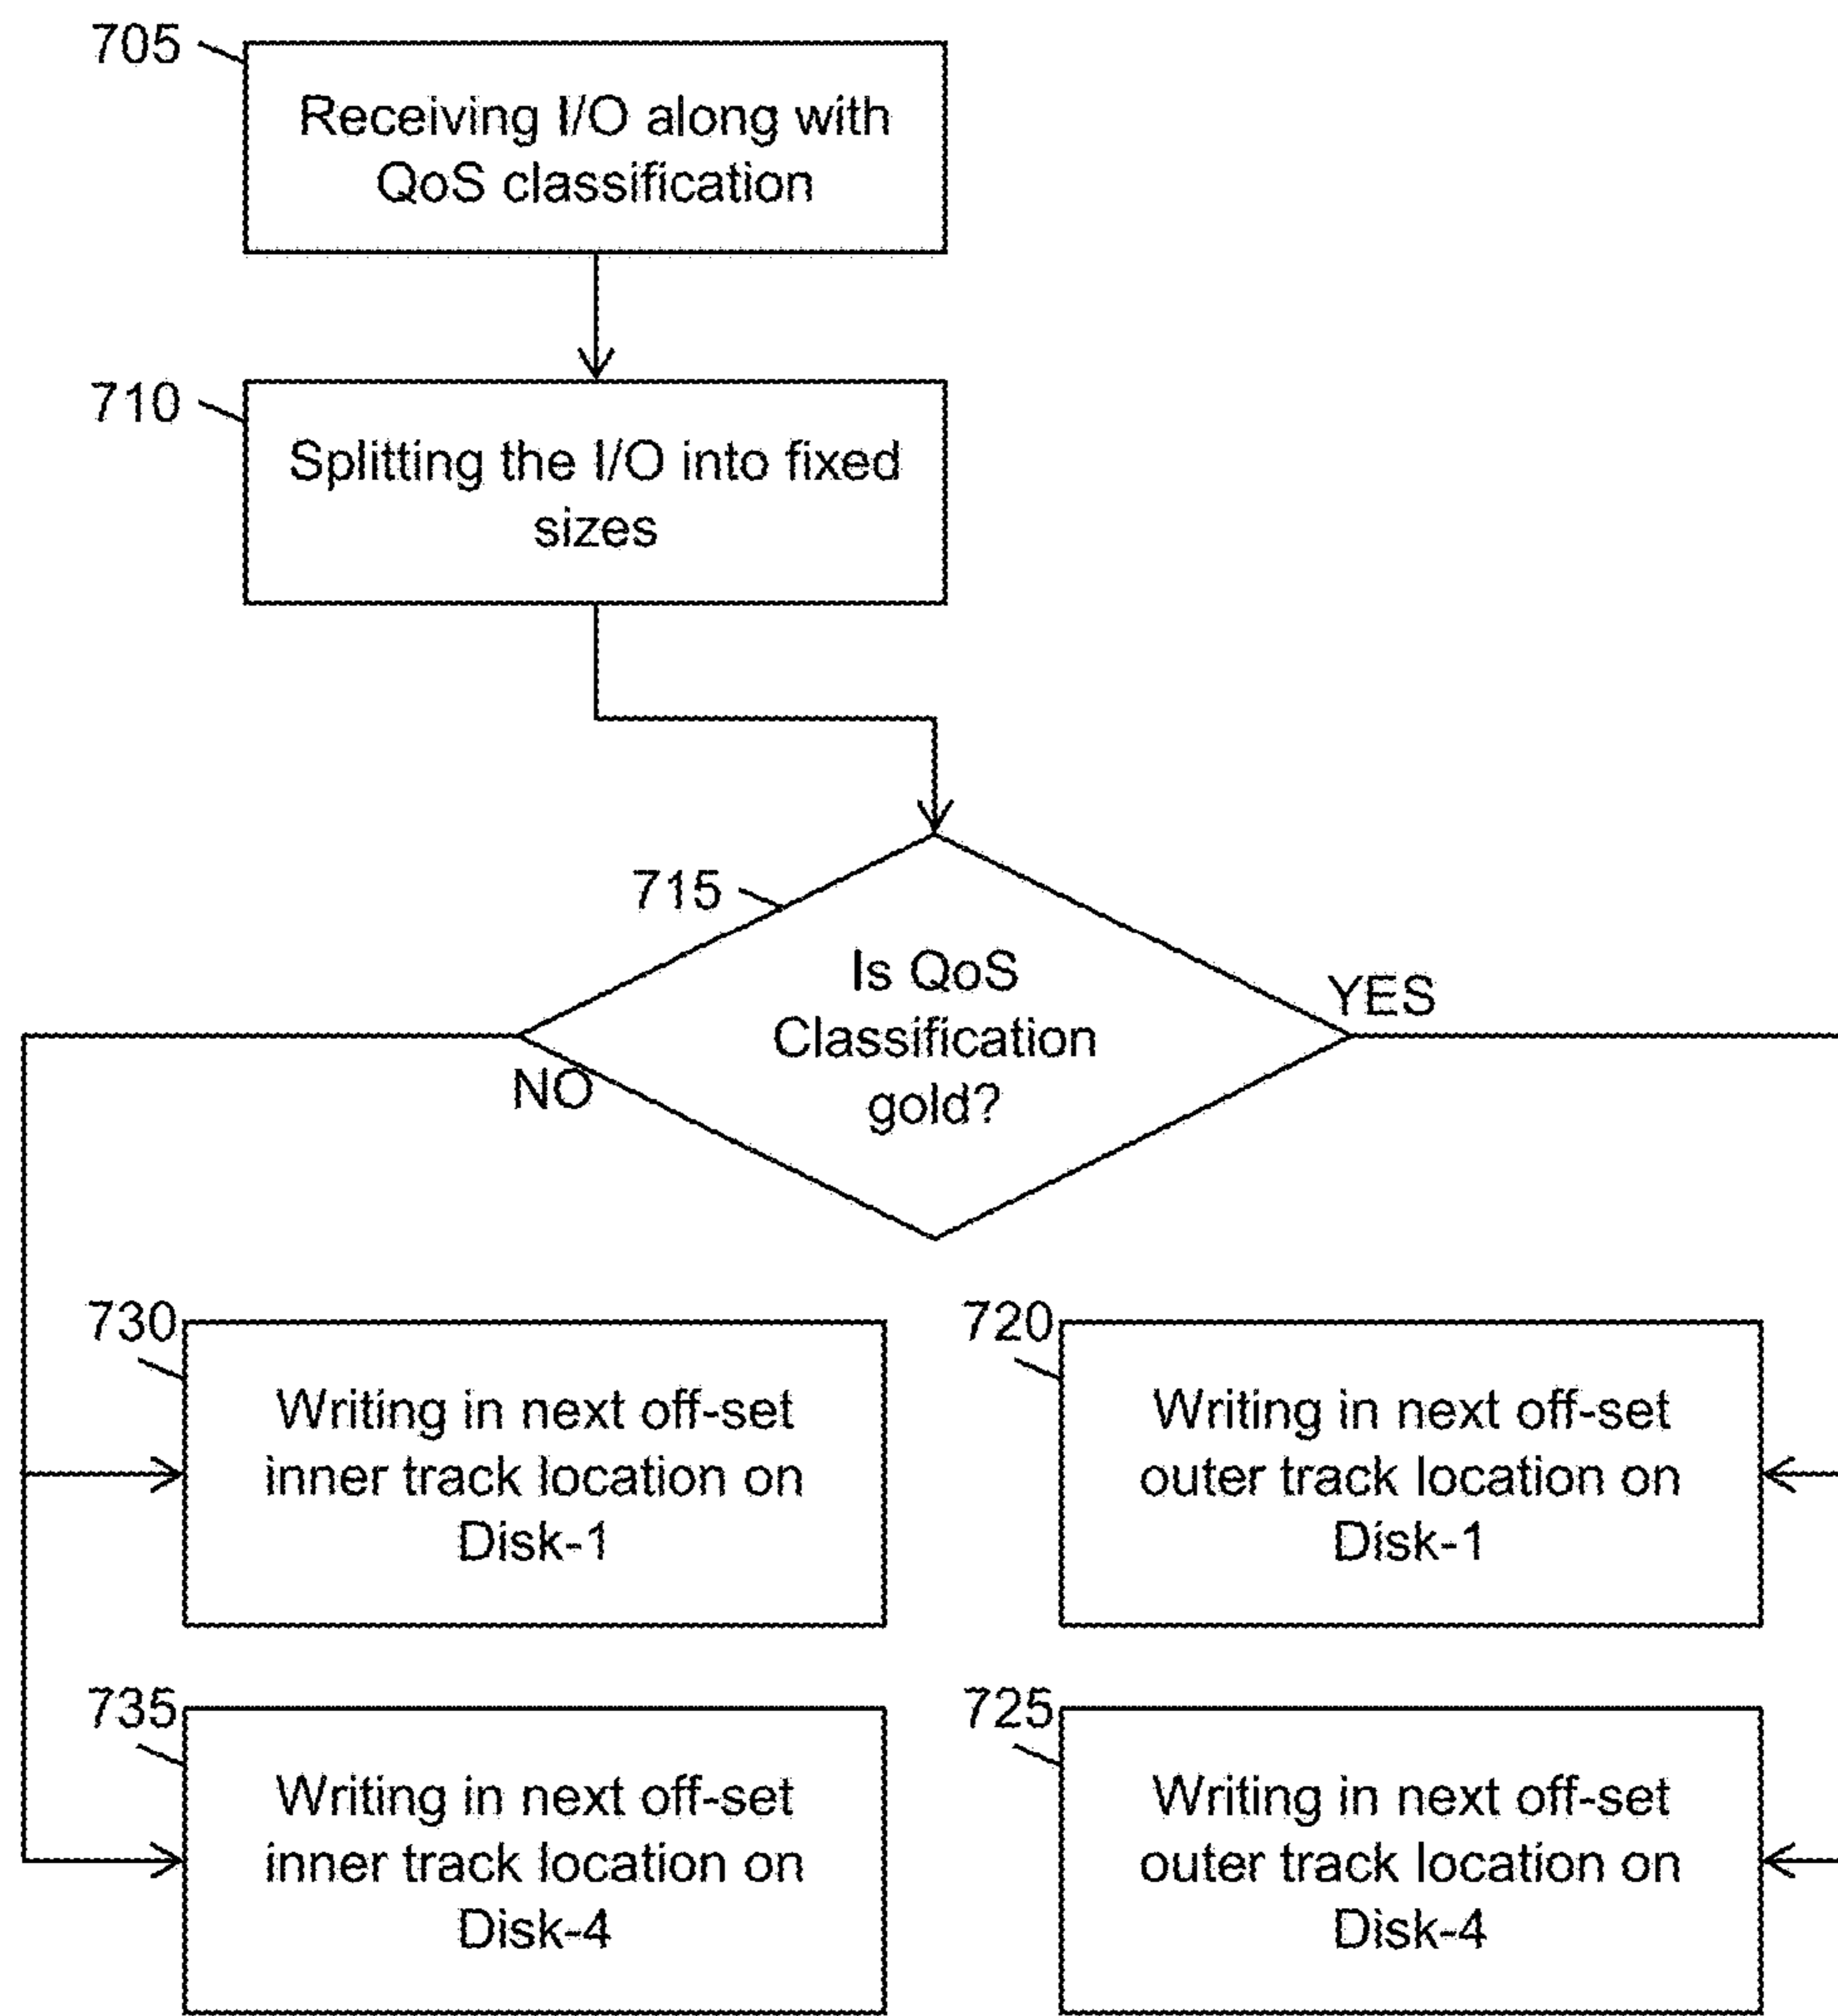 705
Receiving I/O along with
QoS classification
710
Splitting the I/O into fixed
sizes
715
Is QoS
Classification
gold?
YES
NO
730
Writing in next off-set
inner track location on
Disk-1
720
Writing in next off-set
outer track location on
Disk-1
735
Writing in next off-set
inner track location on
Disk-4
725
Writing in next off-set
outer track location on
Disk-4